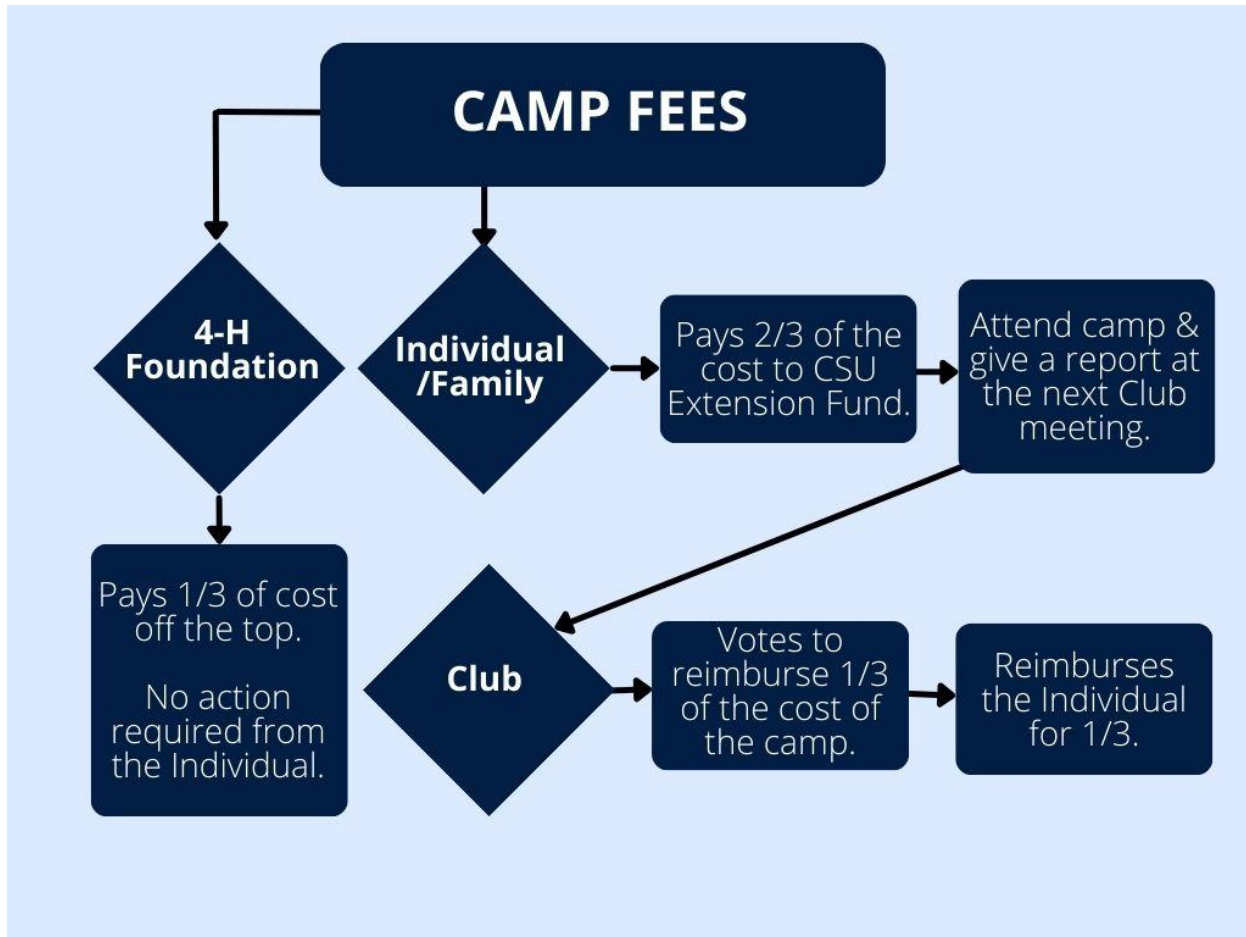 CAMP FEES
4-H
Foundation
Individual
/Family
Pays 2/3 of the
cost to CSU
Extension Fund.
Attend camp &
give a report at
the next Club
meeting.
Pays 1/3 of cost
off the top.
No action
required from
the Individual.
Club
Votes to
reimburse 1/3
of the cost of
the camp.
Reimburses
the Individual
for 1/3.